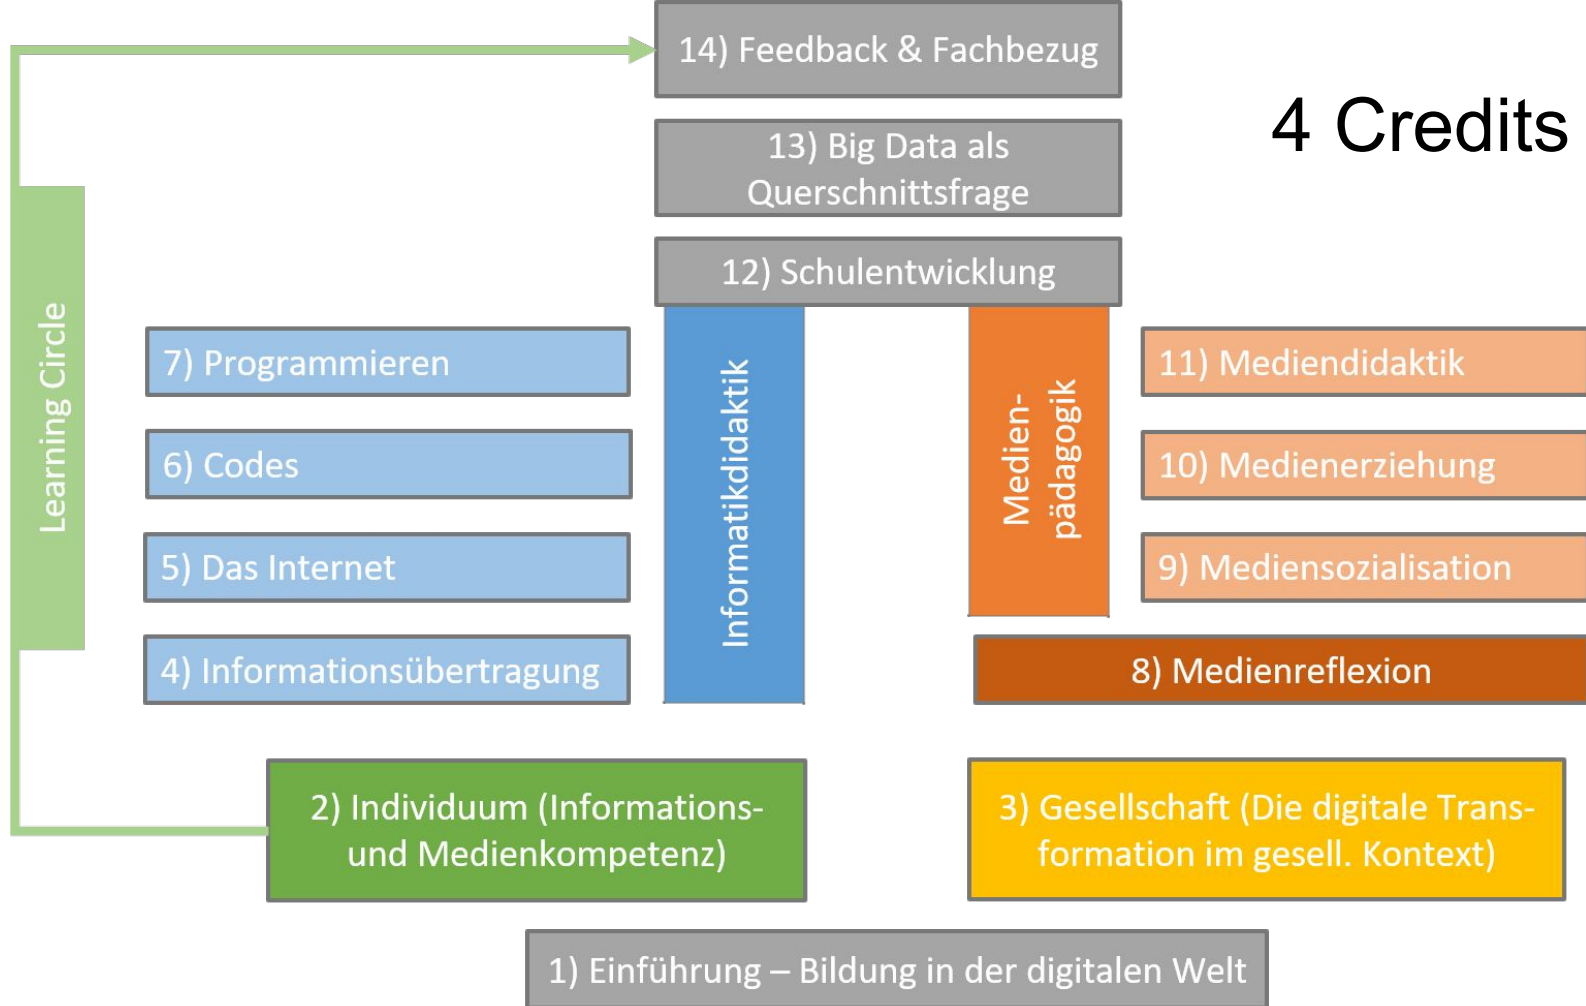 14) Feedback & Fachbezug
4 Credits
13) Big Data als
Querschnittsfrage
12) Schulentwicklung
Learning Circle
7) Programmieren
6) Codes
5) Das Internet
4) Informationsübertragung
Informatikdidaktik
Medien-
pädagogik
11) Mediendidaktik
10) Medienerziehung
9) Mediensozialisation
8) Medienreflexion
2) Individuum (Informations-
und Medienkompetenz)
3) Gesellschaft (Die digitale Trans-
formation im gesell. Kontext)
1) Einführung – Bildung in der digitalen Welt